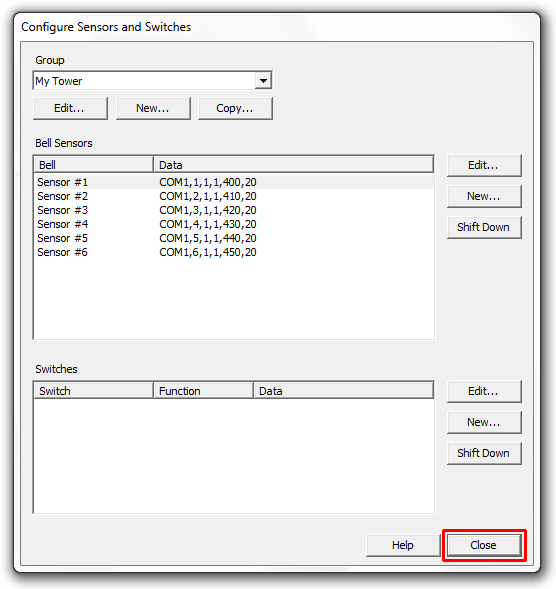 Configure Sensors and Switches
Group
My Tower
Edit... New... Copy...
Bell Sensors
Bell Data Edit...
Sensor #1 COM1,1,1,1,400,20
Sensor #2 COM1,2,1,1,410,20 New...
Sensor #3 COM1,3,1,1,420,20
Sensor #4 COM1,4,1,1,430,20 Shift Down
Sensor #5 COM1,5,1,1,440,20
Sensor #6 COM1,6,1,1,450,20
Switches
Switch Function Data Edit...
New...
Shift Down
Help Close